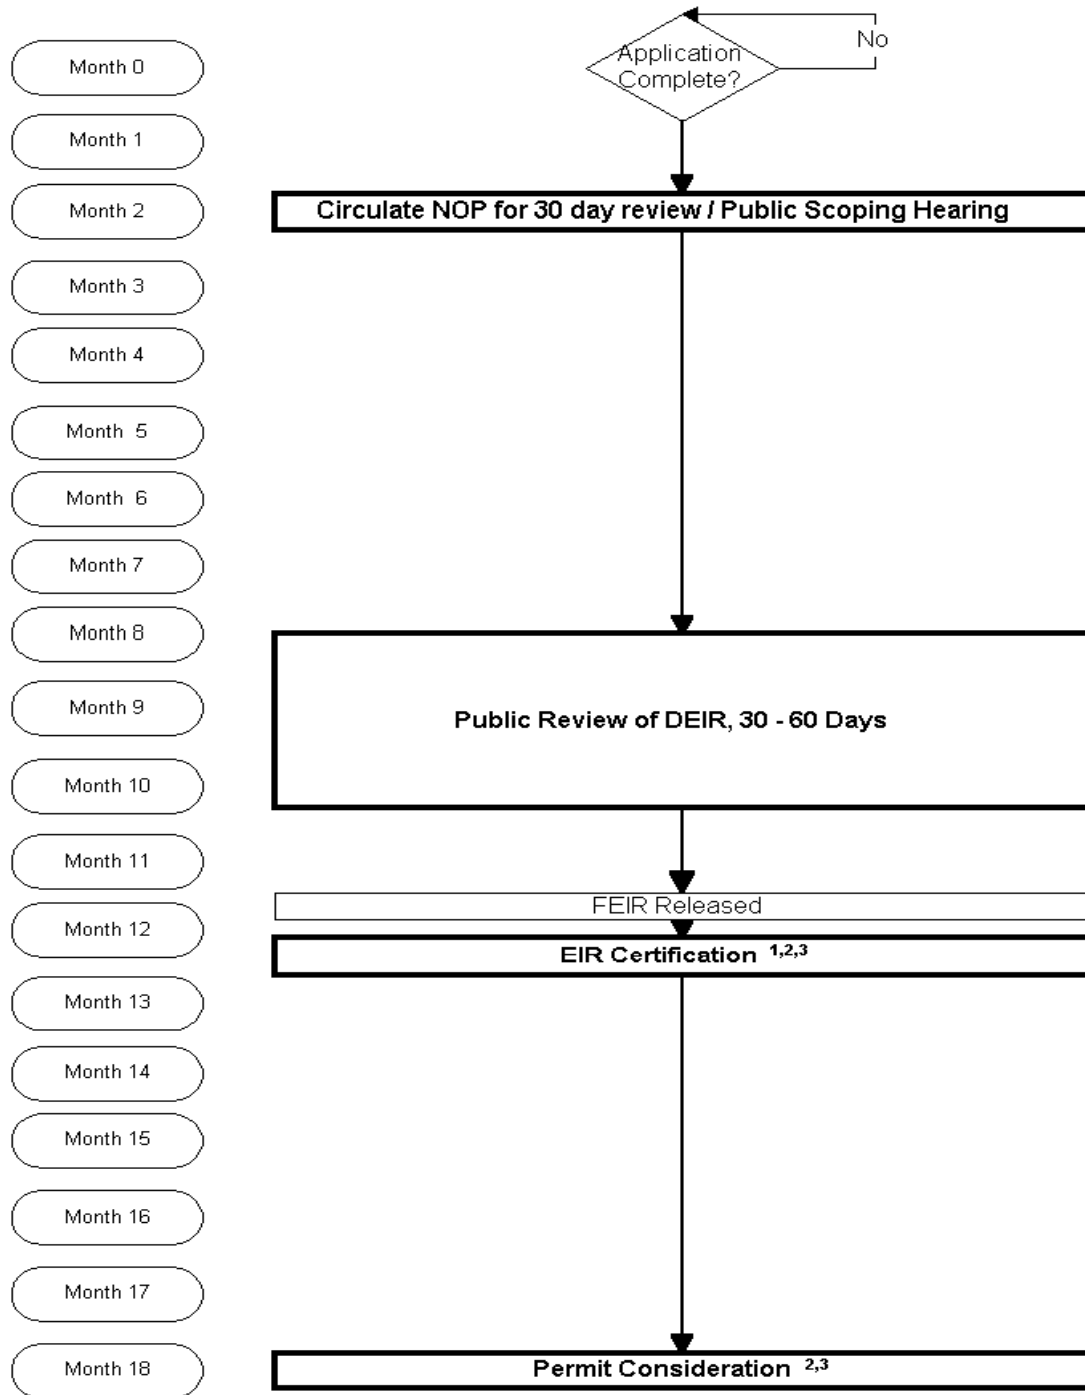 No
Application
Complete?
Month 0
Month 1
Month 2
Circulate NOP for 30 day review / Public Scoping Hearing
Month 3
Month 4
Month 5
Month 6
Month 7
Month 8
Month 9
Public Review of DEIR, 30 - 60 Days
Month 10
Month 11
FEIR Released
Month 12
EIR Certification 1,2,3
Month 13
Month 14
Month 15
Month 16
Month 17
Month 18
Permit Consideration 2,3